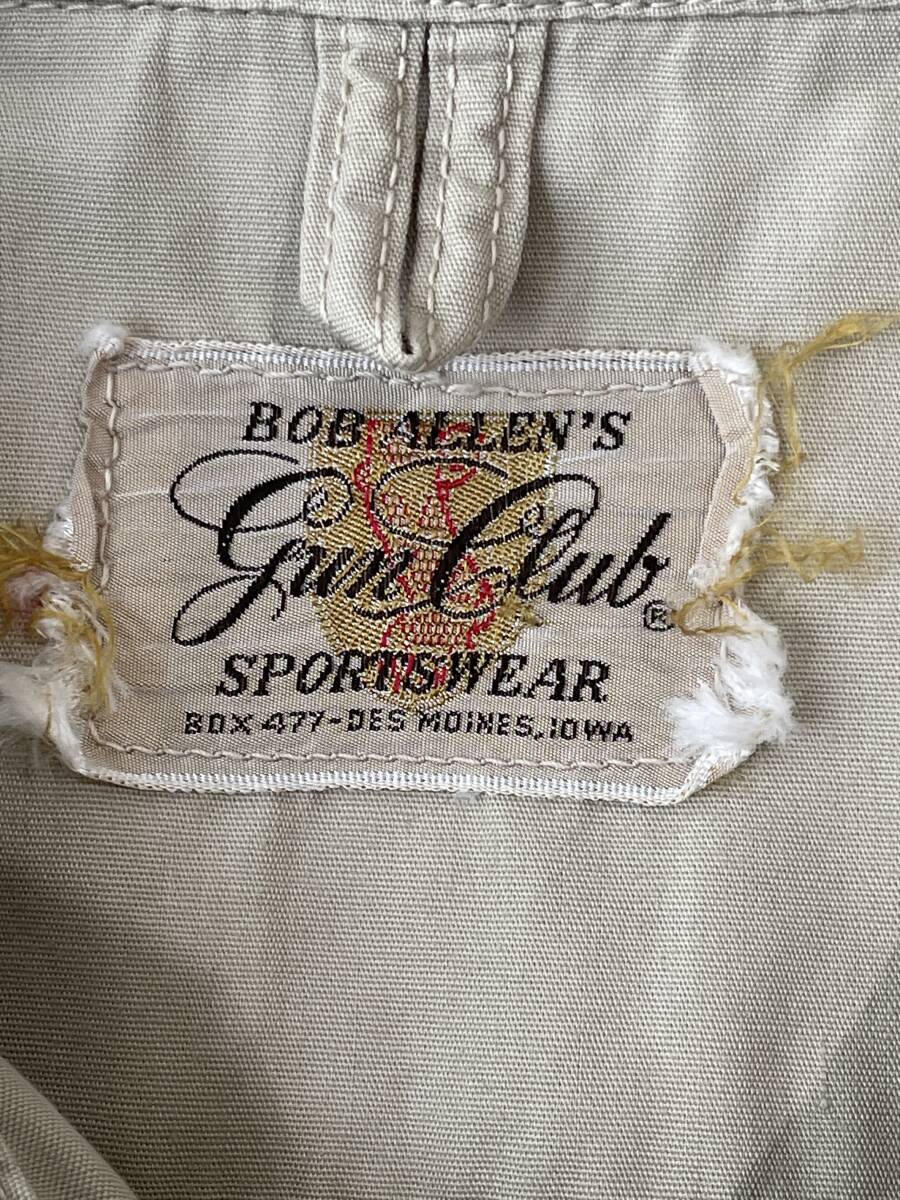 BOB ALLEN'S
Gun Club ®
SPORTSWEAR
BOX 477-DES MOINES, IOWA